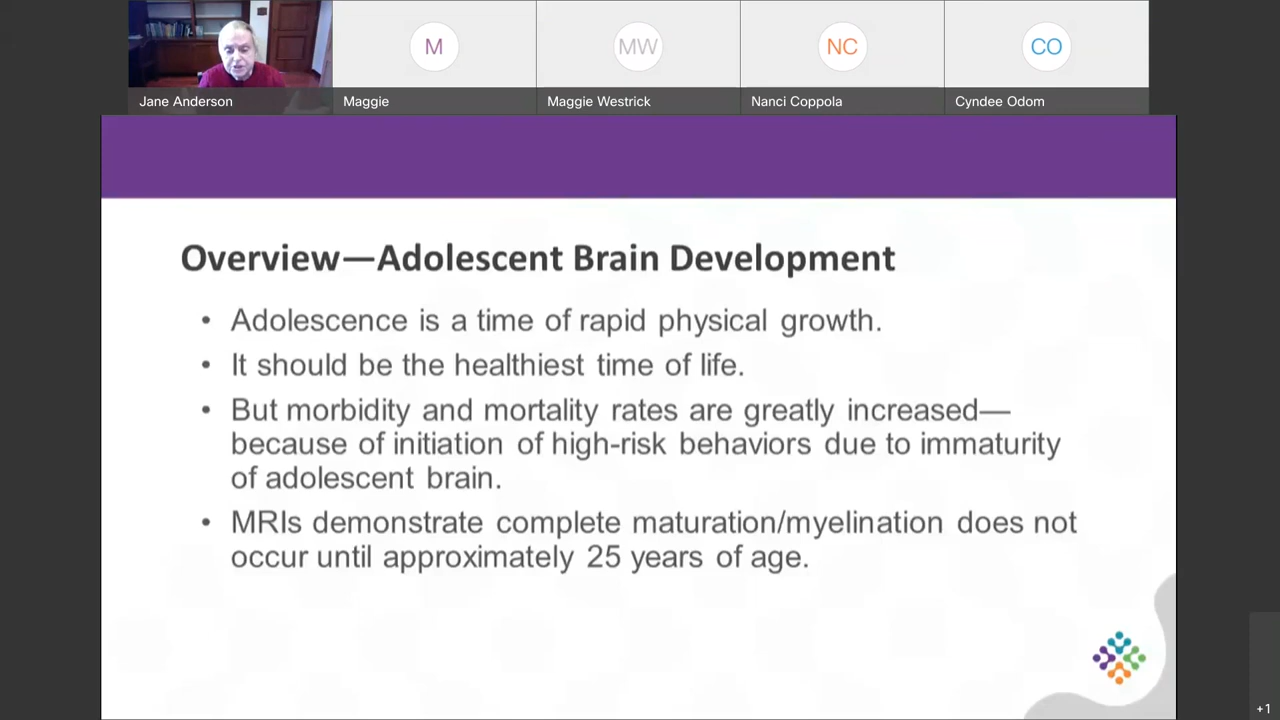 M
MW
NC
CO
Jane Anderson
Maggie
Maggie Westrick
Nanci Coppola
Cyndee Odom
Overview—Adolescent Brain Development
• Adolescence is a time of rapid physical growth.
• It should be the healthiest time of life.
• But morbidity and mortality rates are greatly increased—
because of initiation of high-risk behaviors due to immaturity
of adolescent brain.
• MRIs demonstrate complete maturation/myelination does not
occur until approximately 25 years of age.
+1